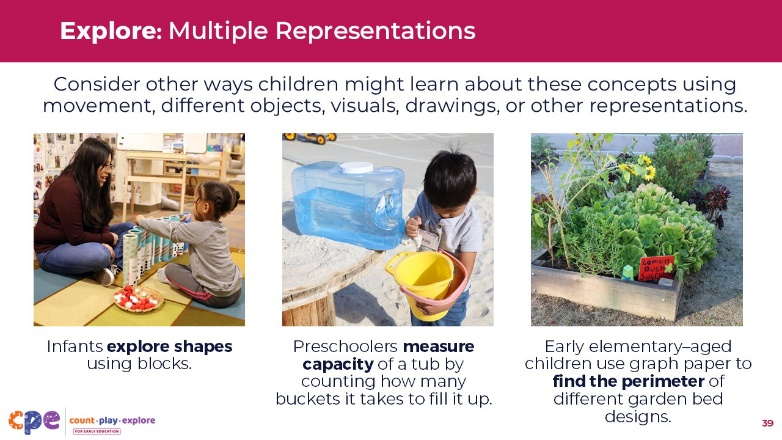 Explore: Multiple Representations
Consider other ways children might learn about these concepts using
movement, different objects, visuals, drawings, or other representations.
Infants explore shapes
using blocks.
Preschoolers measure
capacity of a tub by
counting how many
buckets it takes to fill it up.
Early elementary–aged
children use graph paper to
find the perimeter of
different garden bed
designs.
Lemon
Bush
cpe
count·play·explore
FOR EARLY EDUCATION
39